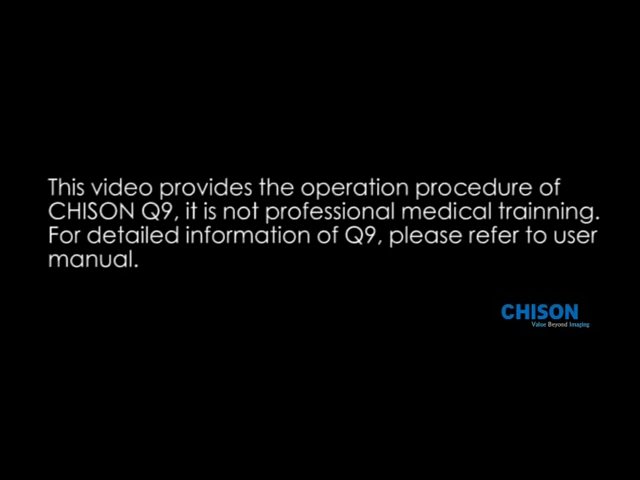 This video provides the operation procedure of
CHISON Q9, it is not professional medical trainning.
For detailed information of Q9, please refer to user
manual.
CHISON
Value Beyond Imaging